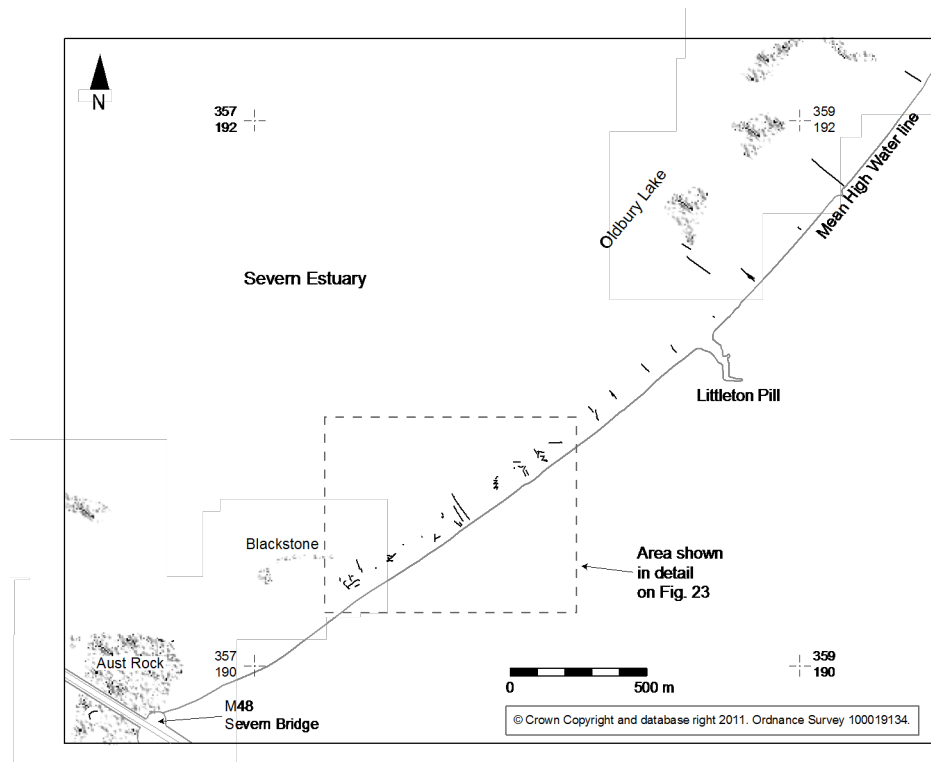 N
357
192
359
192
Mean High Water line
Oldbury Lake
Severn Estuary
Littleton Pill
Blackstone
Area shown
in detail
on Fig. 23
Aust Rock
357
190
359
190
0
500 m
M48
Severn Bridge
© Crown Copyright and database right 2011. Ordnance Survey 100019134.